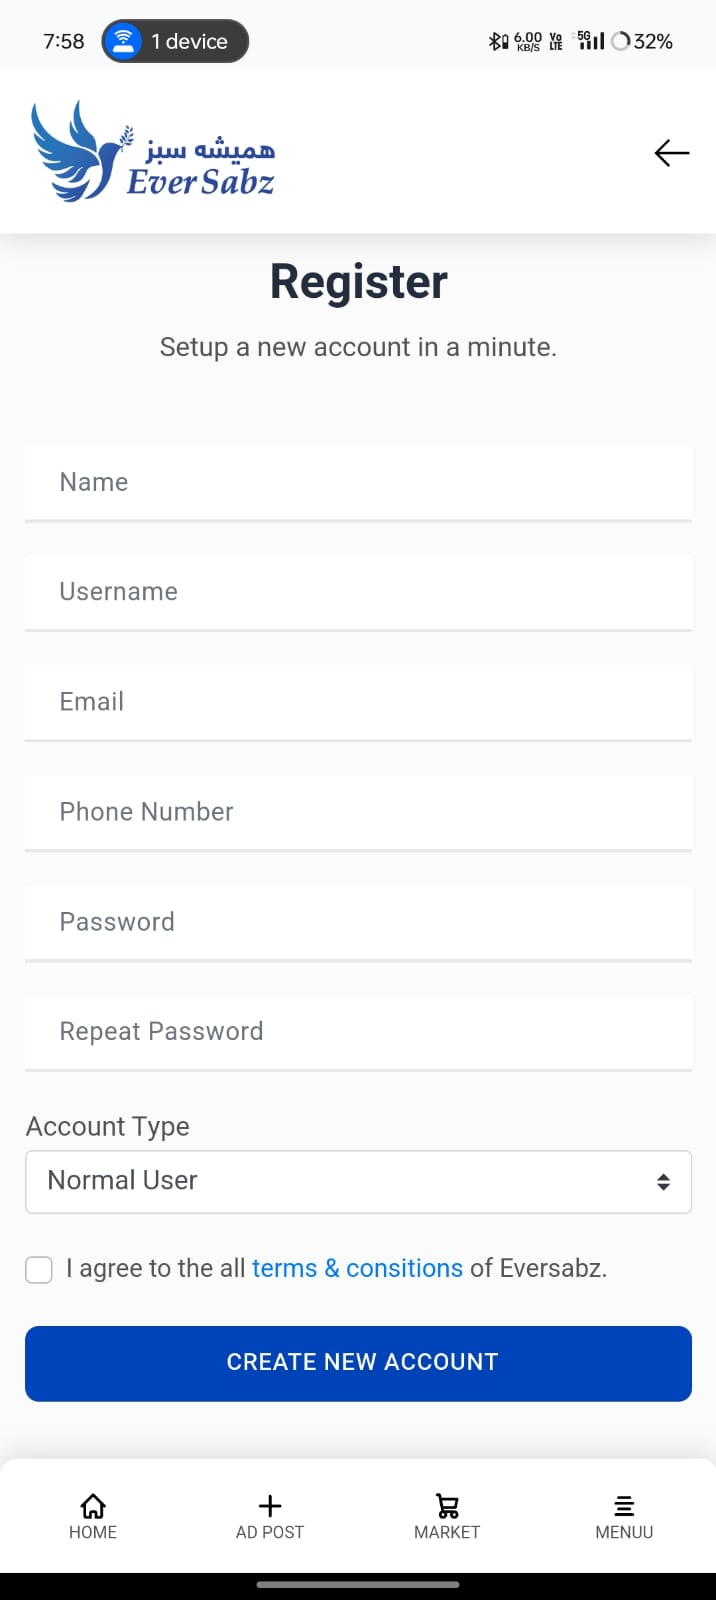 7:58 1 device 6.00 KB/S Vo LTE 5G 32%
همیشه سبز
Ever Sabz
Register
Setup a new account in a minute.
Name
Username
Email
Phone Number
Password
Repeat Password
Account Type
Normal User
I agree to the all terms & consitions of Eversabz.
CREATE NEW ACCOUNT
HOME AD POST MARKET MENUU